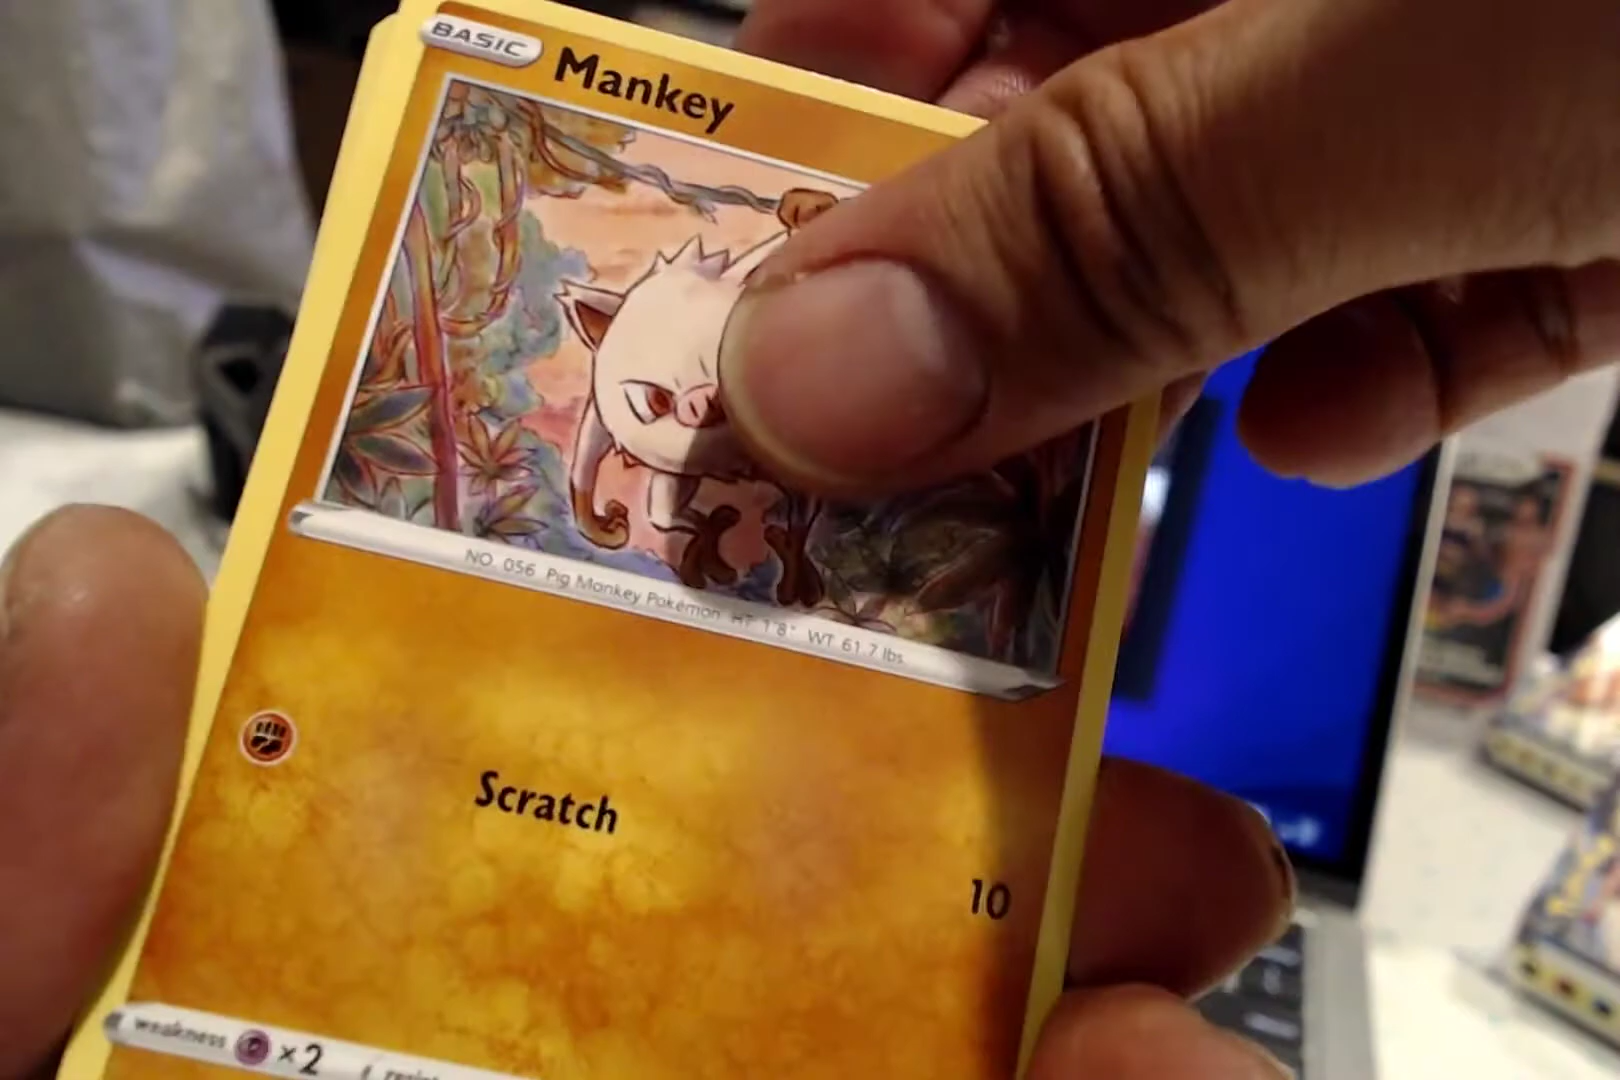 BASIC
Mankey
NO. 056 Pig Monkey Pokémon HT 1'8" WT 61.7 lbs.
Scratch
10
weakness ×2